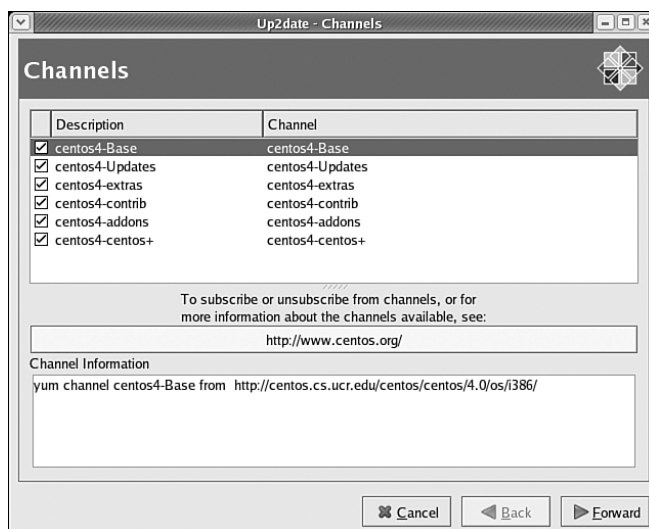 Up2date - Channels
Channels
Description Channel
centos4-Base centos4-Base
centos4-Updates centos4-Updates
centos4-extras centos4-extras
centos4-contrib centos4-contrib
centos4-addons centos4-addons
centos4-centos+ centos4-centos+
To subscribe or unsubscribe from channels, or for
more information about the channels available, see:
http://www.centos.org/
Channel Information
yum channel centos4-Base from http://centos.cs.ucr.edu/centos/centos/4.0/os/i386/
Cancel Back Forward